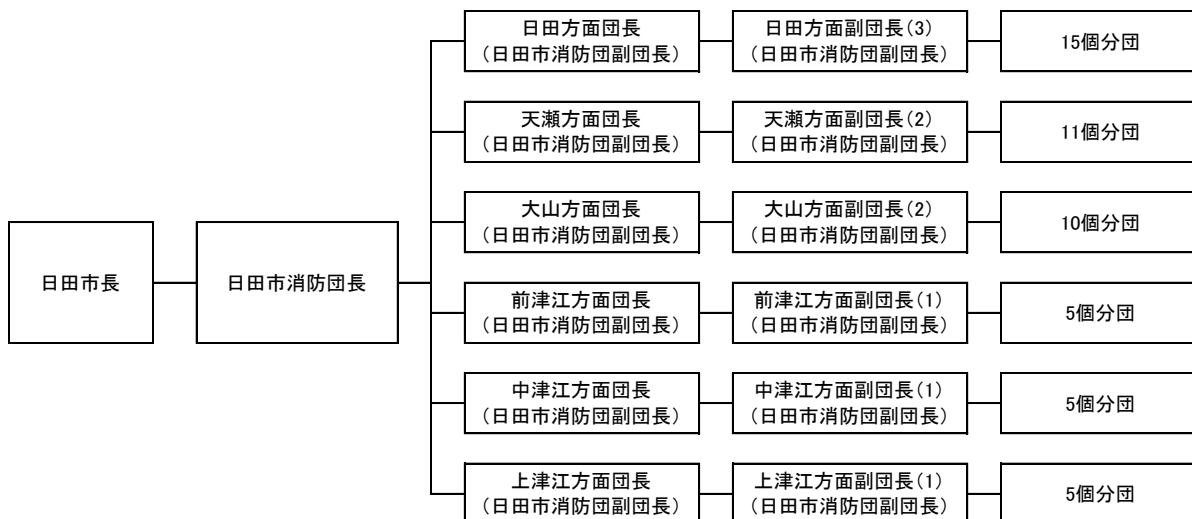 日田市長
日田市消防団長
日田方面団長
（日田市消防団副団長）
日田方面副団長(3)
（日田市消防団副団長）
15個分団
天瀬方面団長
（日田市消防団副団長）
天瀬方面副団長(2)
（日田市消防団副団長）
11個分団
大山方面団長
（日田市消防団副団長）
大山方面副団長(2)
（日田市消防団副団長）
10個分団
前津江方面団長
（日田市消防団副団長）
前津江方面副団長(1)
（日田市消防団副団長）
5個分団
中津江方面団長
（日田市消防団副団長）
中津江方面副団長(1)
（日田市消防団副団長）
5個分団
上津江方面団長
（日田市消防団副団長）
上津江方面副団長(1)
（日田市消防団副団長）
5個分団